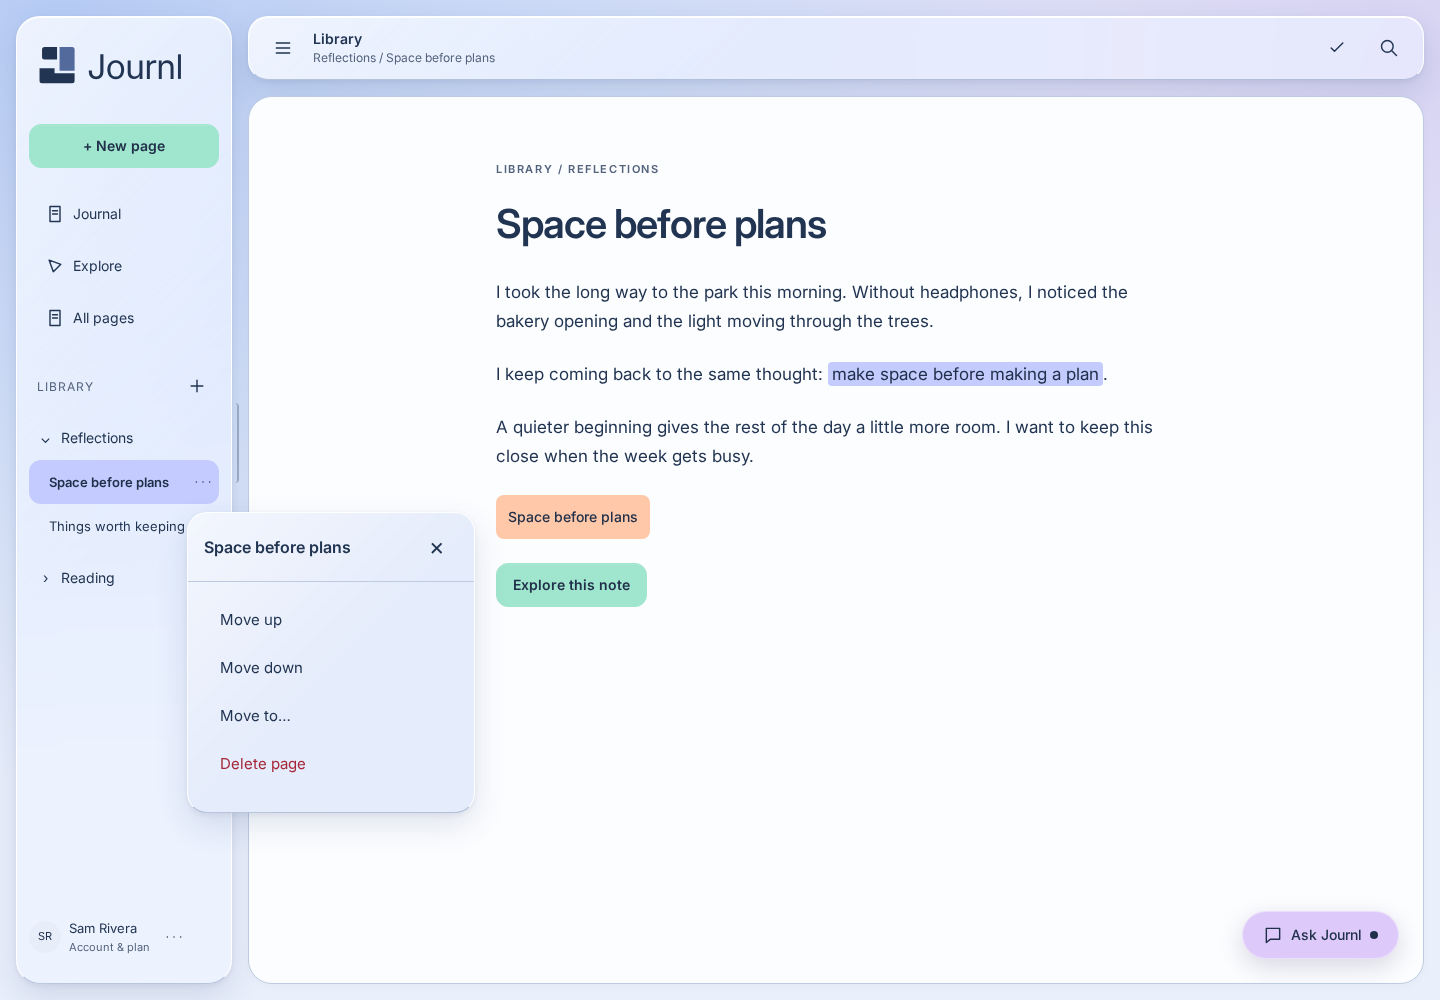 Journl
+ New page
Journal
Explore
All pages
LIBRARY
Reflections
Space before plans ···
Things worth keeping
Reading
SR
Sam Rivera
Account & plan
···
Library
Reflections / Space before plans
LIBRARY / REFLECTIONS
Space before plans
I took the long way to the park this morning. Without headphones, I noticed the
bakery opening and the light moving through the trees.
I keep coming back to the same thought: make space before making a plan.
A quieter beginning gives the rest of the day a little more room. I want to keep this
close when the week gets busy.
Space before plans
Explore this note
Space before plans
Move up
Move down
Move to...
Delete page
Ask Journl